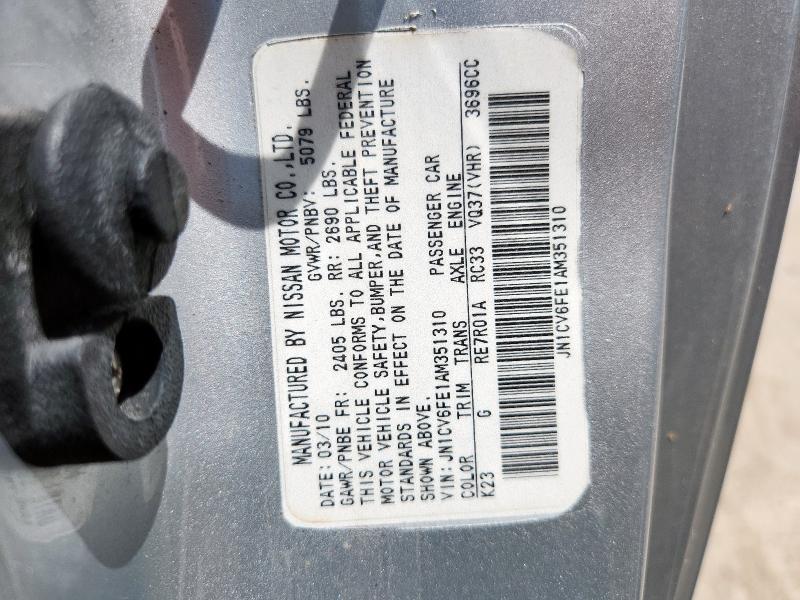 MANUFACTURED BY NISSAN MOTOR CO.,LTD.
DATE: 03/10 GVWR/PNBV: 5079 LBS.
GAWR/PNBE FR: 2405 LBS. RR: 2690 LBS.
THIS VEHICLE CONFORMS TO ALL APPLICABLE FEDERAL
MOTOR VEHICLE SAFETY,BUMPER,AND THEFT PREVENTION
STANDARDS IN EFFECT ON THE DATE OF MANUFACTURE
SHOWN ABOVE.
VIN: JN1CV6FE1AM351310 PASSENGER CAR
COLOR TRIM TRANS AXLE ENGINE
K23 G RE7R01A RC33 VQ37(VHR) 3696CC
JN1CV6FE1AM351310